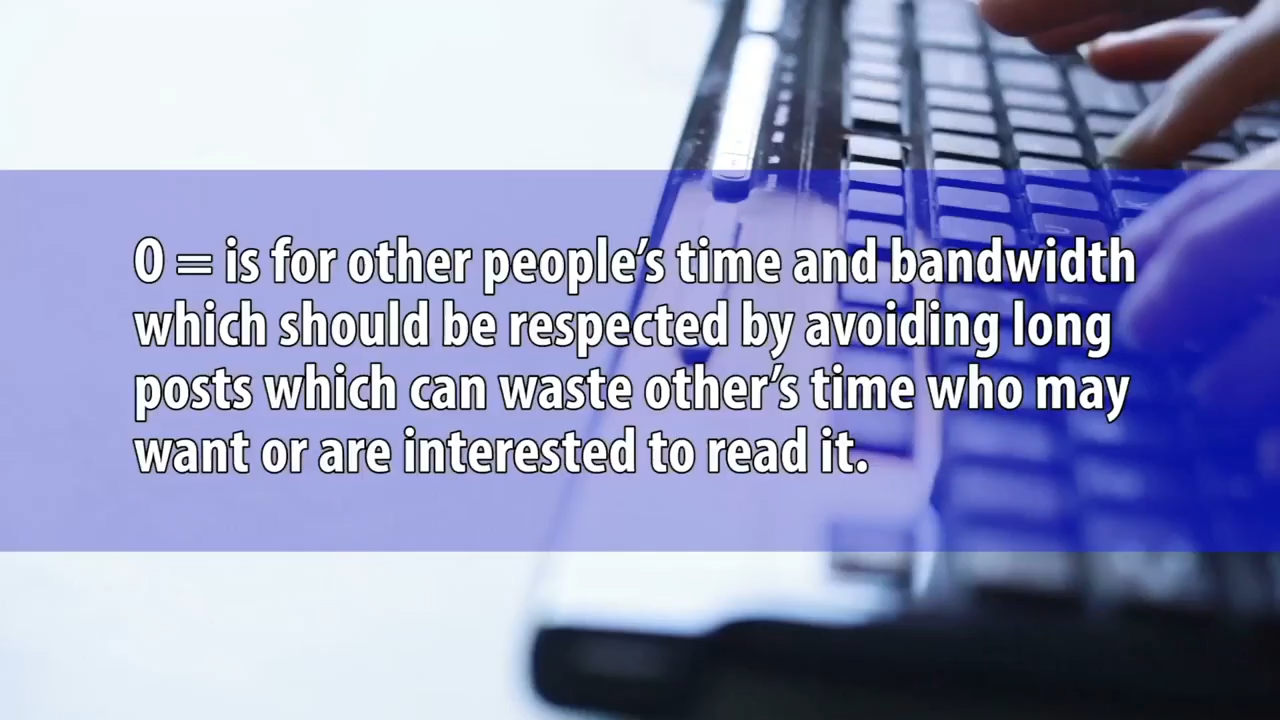 O = is for other people’s time and bandwidth
which should be respected by avoiding long
posts which can waste other’s time who may
want or are interested to read it.